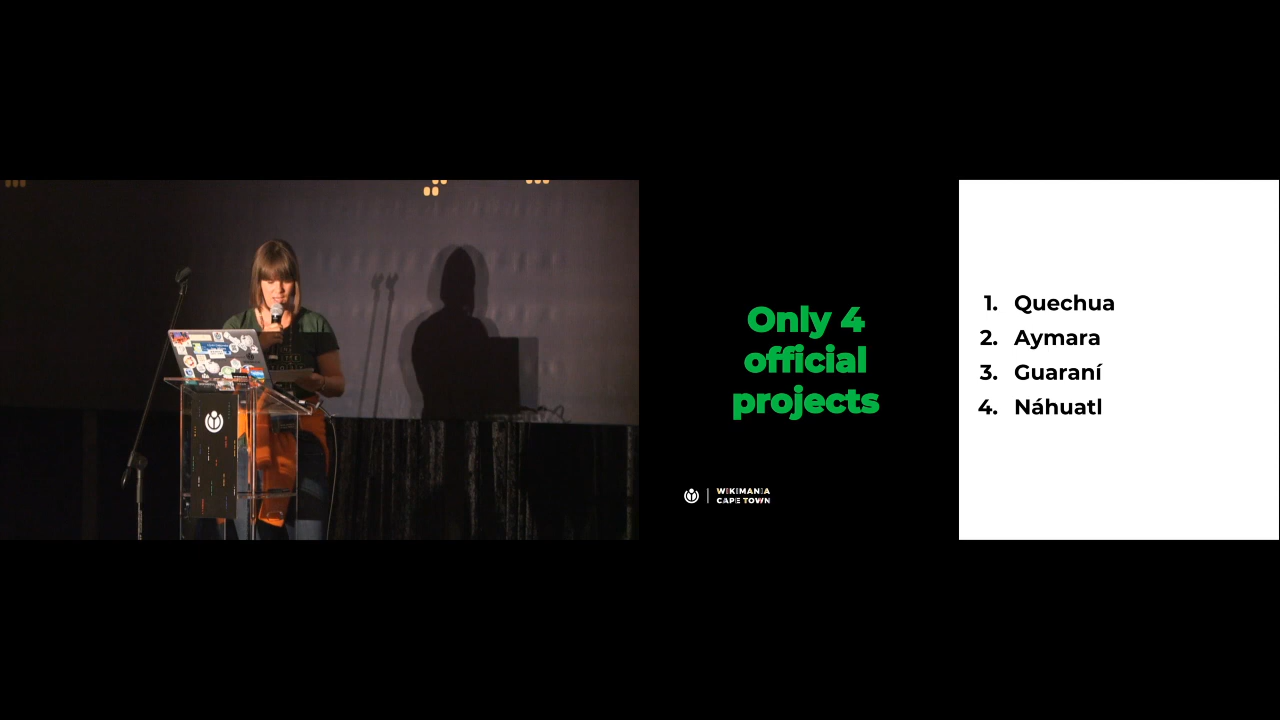 Only 4
official
projects
WIKIMANIA
CAPE TOWN
1. Quechua
2. Aymara
3. Guaraní
4. Náhuatl